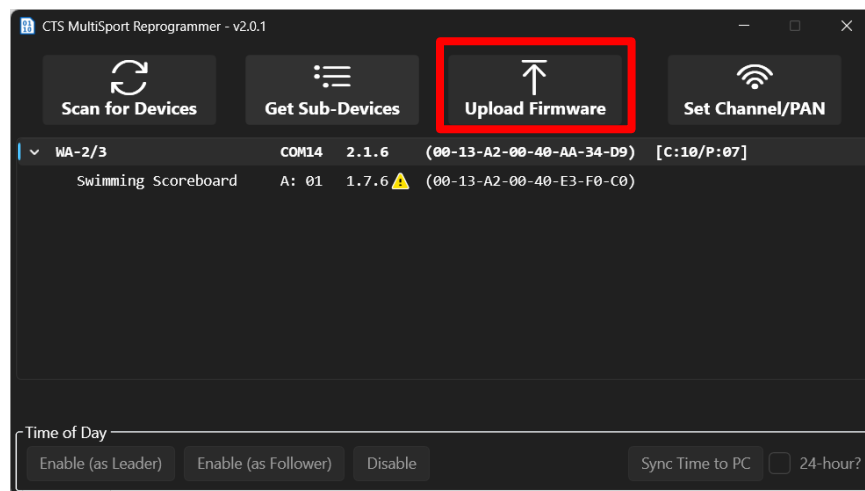 CTS MultiSport Reprogrammer - v2.0.1
Scan for Devices Get Sub-Devices Upload Firmware Set Channel/PAN
WA-2/3 COM14 2.1.6 (00-13-A2-00-40-AA-34-D9) [C:10/P:07]
Swimming Scoreboard A: 01 1.7.6 (00-13-A2-00-40-E3-F0-C0)
Time of Day
Enable (as Leader) Enable (as Follower) Disable Sync Time to PC 24-hour?